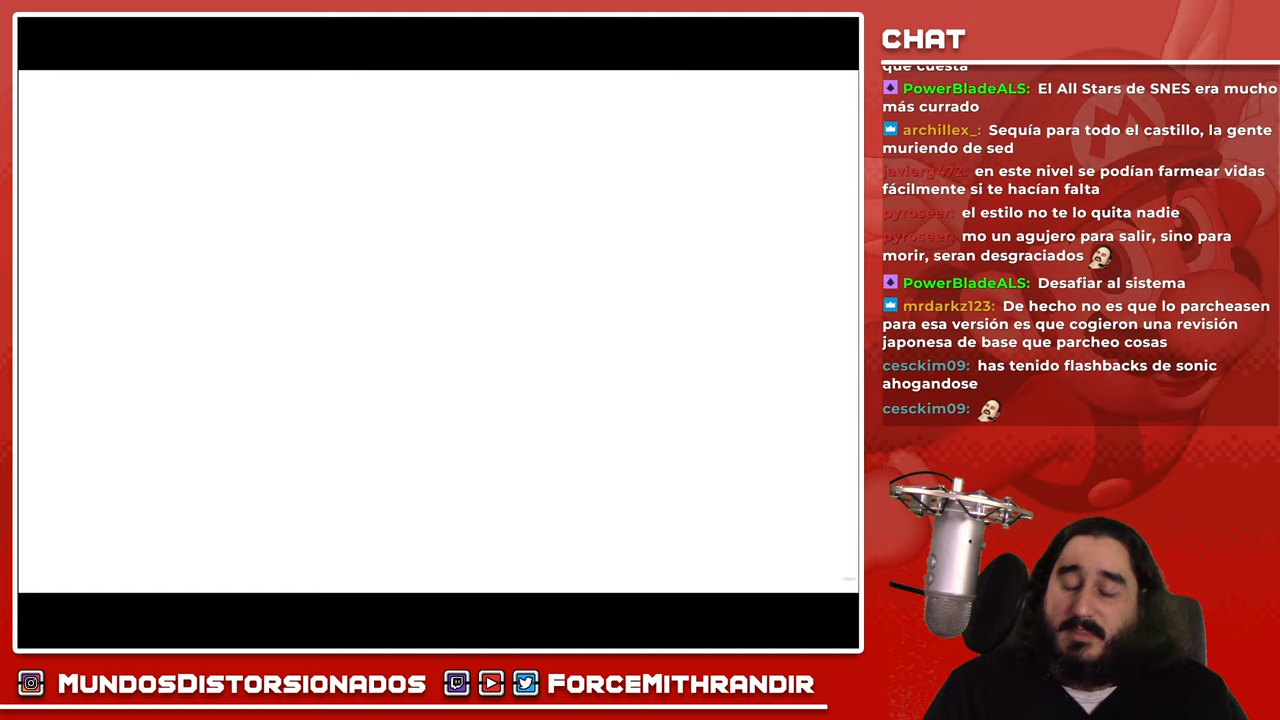 CHAT
que cuesta
PowerBladeALS: El All Stars de SNES era mucho
más currado
archillex_: Sequía para todo el castillo, la gente
muriendo de sed
javierg472: en este nivel se podían farmear vidas
fácilmente si te hacían falta
pyroseer: el estilo no te lo quita nadie
pyroseer: mo un agujero para salir, sino para
morir, seran desgraciados
PowerBladeALS: Desafiar al sistema
mrdarkz123: De hecho no es que lo parcheasen
para esa versión es que cogieron una revisión
japonesa de base que parcheo cosas
cesckim09: has tenido flashbacks de sonic
ahogandose
cesckim09:
MUNDOSDISTORSIONADOS FORCEMITHRANDIR